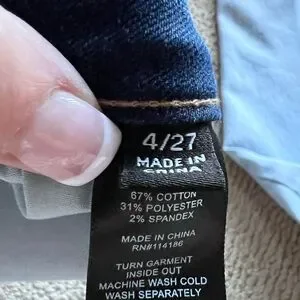 4/27
MADE IN
CHINA
67% COTTON
31% POLYESTER
2% SPANDEX
MADE IN CHINA
RN#114186
TURN GARMENT
INSIDE OUT
MACHINE WASH COLD
WASH SEPARATELY